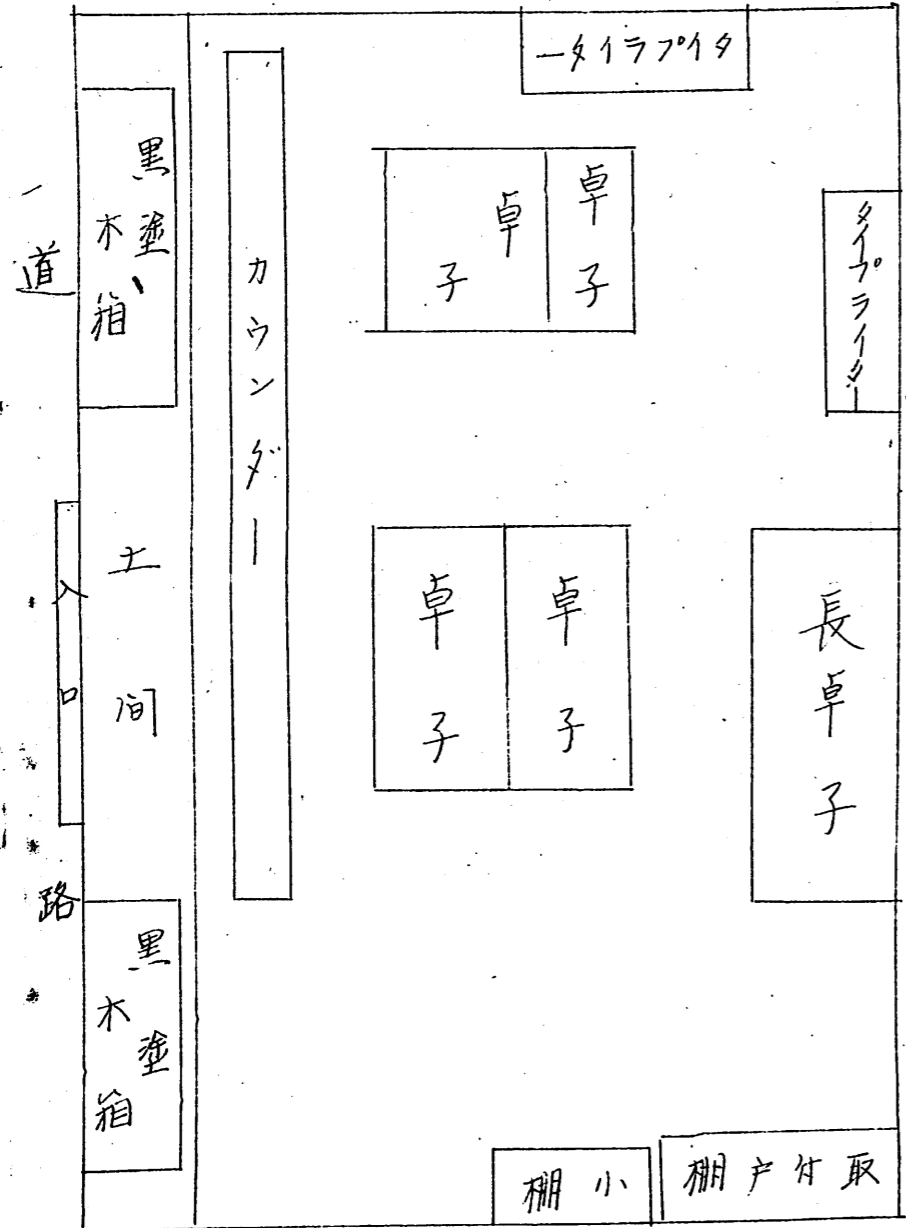 タイプライター
タイプライター
卓子
卓子
カウンダー
黒塗
木箱
道路
入口
土間
卓子
卓子
長卓子
黒塗
木箱
取付戸棚
小棚